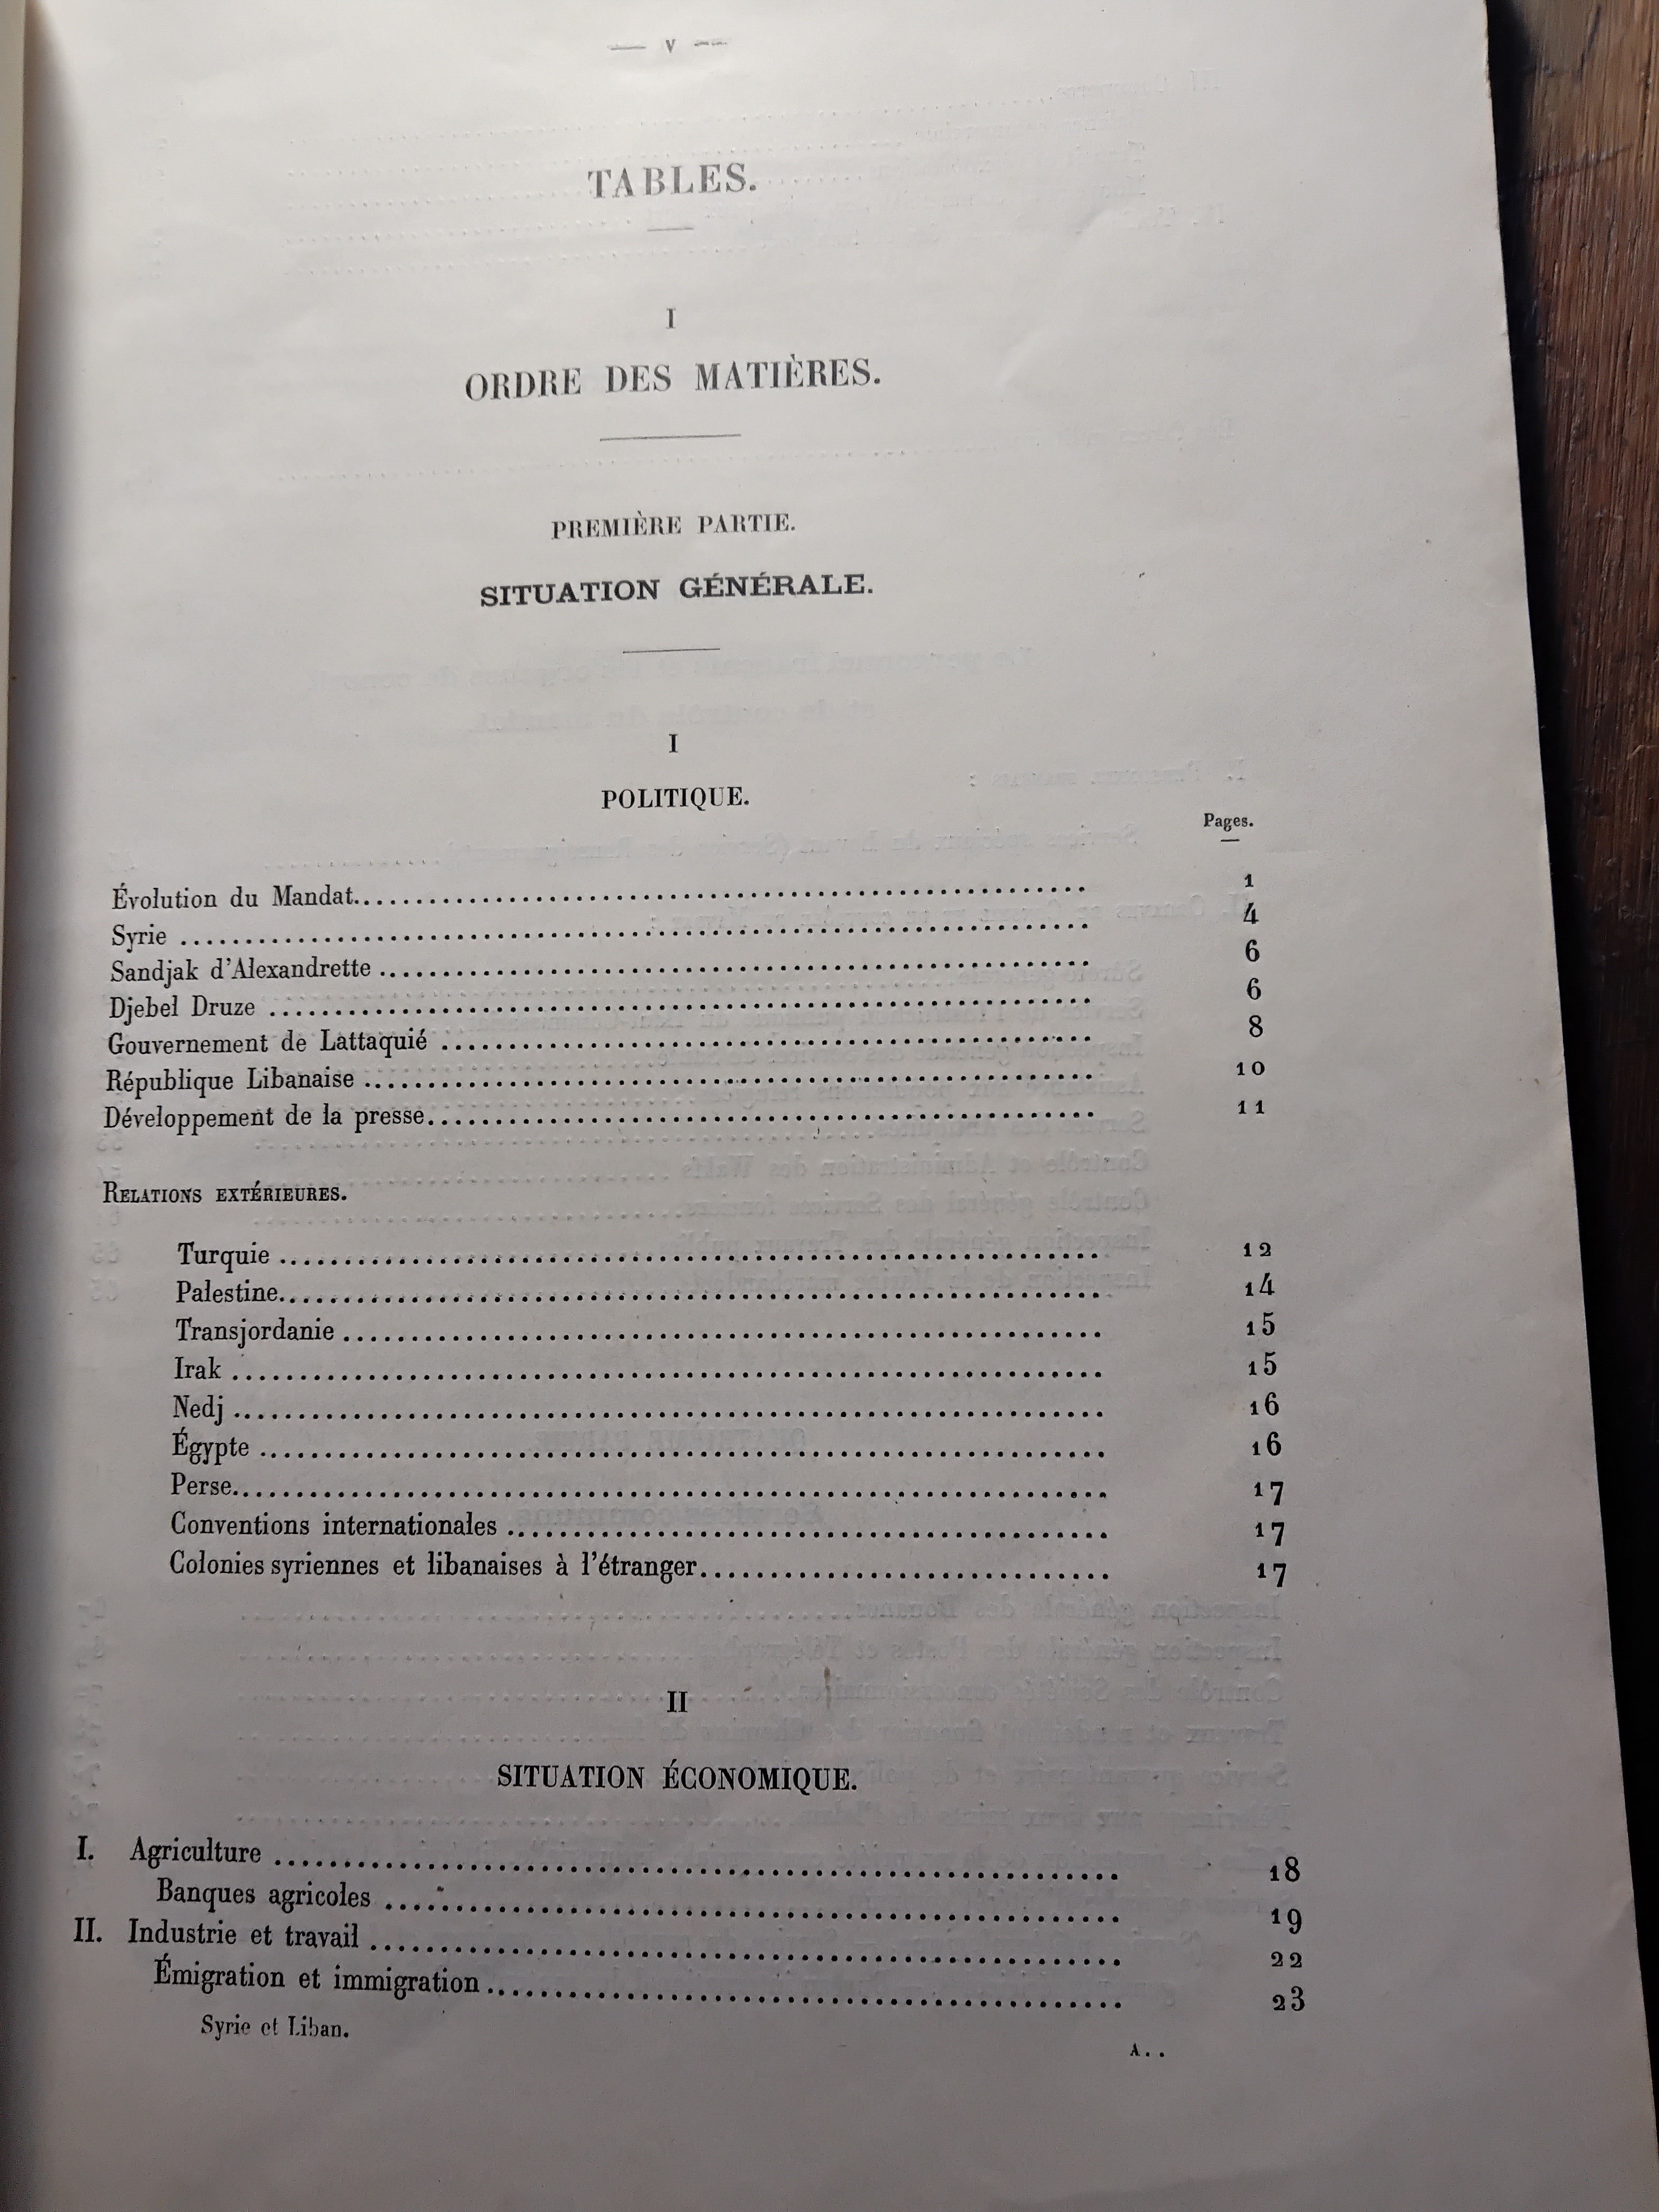 — V —
TABLES.
I
ORDRE DES MATIÈRES.
PREMIÈRE PARTIE.
SITUATION GÉNÉRALE.
I
POLITIQUE.
Pages.
Évolution du Mandat 1
Syrie 4
Sandjak d'Alexandrette 6
Djebel Druze 6
Gouvernement de Lattaquié 8
République Libanaise 10
Développement de la presse 11
RELATIONS EXTÉRIEURES.
Turquie 12
Palestine 14
Transjordanie 15
Irak 15
Nedj 16
Égypte 16
Perse 17
Conventions internationales 17
Colonies syriennes et libanaises à l'étranger 17
II
SITUATION ÉCONOMIQUE.
I. Agriculture 18
Banques agricoles 19
II. Industrie et travail 22
Émigration et immigration 23
Syrie et Liban.
A..